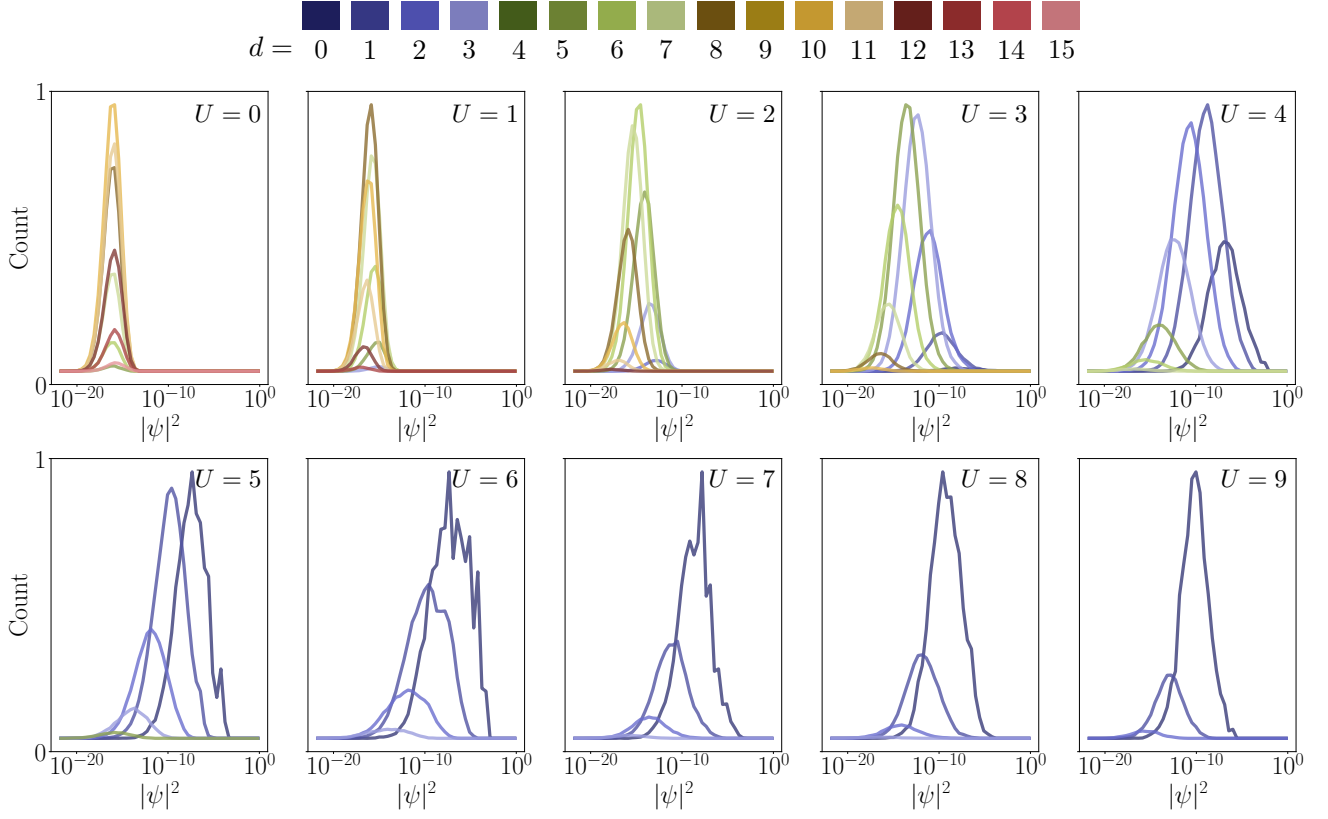 d = 0 1 2 3 4 5 6 7 8 9 10 11 12 13 14 15
1
U = 0
U = 1
U = 2
U = 3
U = 4
Count
0
10^{-20} 10^{-10} 10^{0}
10^{-20} 10^{-10} 10^{0}
10^{-20} 10^{-10} 10^{0}
10^{-20} 10^{-10} 10^{0}
10^{-20} 10^{-10} 10^{0}
|ψ|²
|ψ|²
|ψ|²
|ψ|²
|ψ|²
1
U = 5
U = 6
U = 7
U = 8
U = 9
Count
0
10^{-20} 10^{-10} 10^{0}
10^{-20} 10^{-10} 10^{0}
10^{-20} 10^{-10} 10^{0}
10^{-20} 10^{-10} 10^{0}
10^{-20} 10^{-10} 10^{0}
|ψ|²
|ψ|²
|ψ|²
|ψ|²
|ψ|²